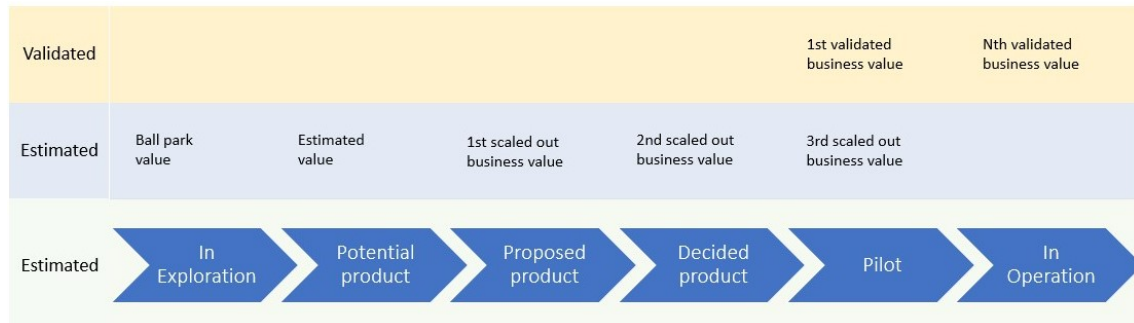 Validated
1st validated
business value
Nth validated
business value
Estimated
Ball park
value
Estimated
value
1st scaled out
business value
2nd scaled out
business value
3rd scaled out
business value
Estimated
In
Exploration
Potential
product
Proposed
product
Decided
product
Pilot
In
Operation